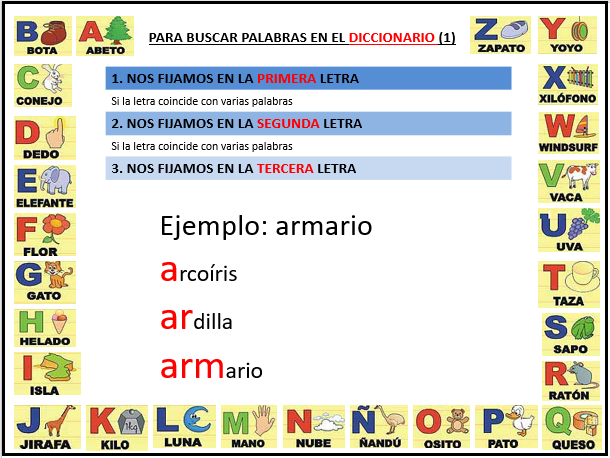 PARA BUSCAR PALABRAS EN EL DICCIONARIO (1)
1. NOS FIJAMOS EN LA PRIMERA LETRA
Si la letra coincide con varias palabras
2. NOS FIJAMOS EN LA SEGUNDA LETRA
Si la letra coincide con varias palabras
3. NOS FIJAMOS EN LA TERCERA LETRA
Ejemplo: armario
arcoíris
ardilla
armario
A
ABETO
B
BOTA
C
CONEJO
D
DEDO
E
ELEFANTE
F
FLOR
G
GATO
H
HELADO
I
ISLA
J
JIRAFA
K
1kg
KILO
L
LUNA
M
MANO
N
NUBE
Ñ
ÑANDÚ
O
OSITO
P
PATO
Q
QUESO
R
RATÓN
S
SAPO
T
TAZA
U
UVA
V
VACA
W
WINDSURF
X
XILÓFONO
Y
YOYO
Z
ZAPATO